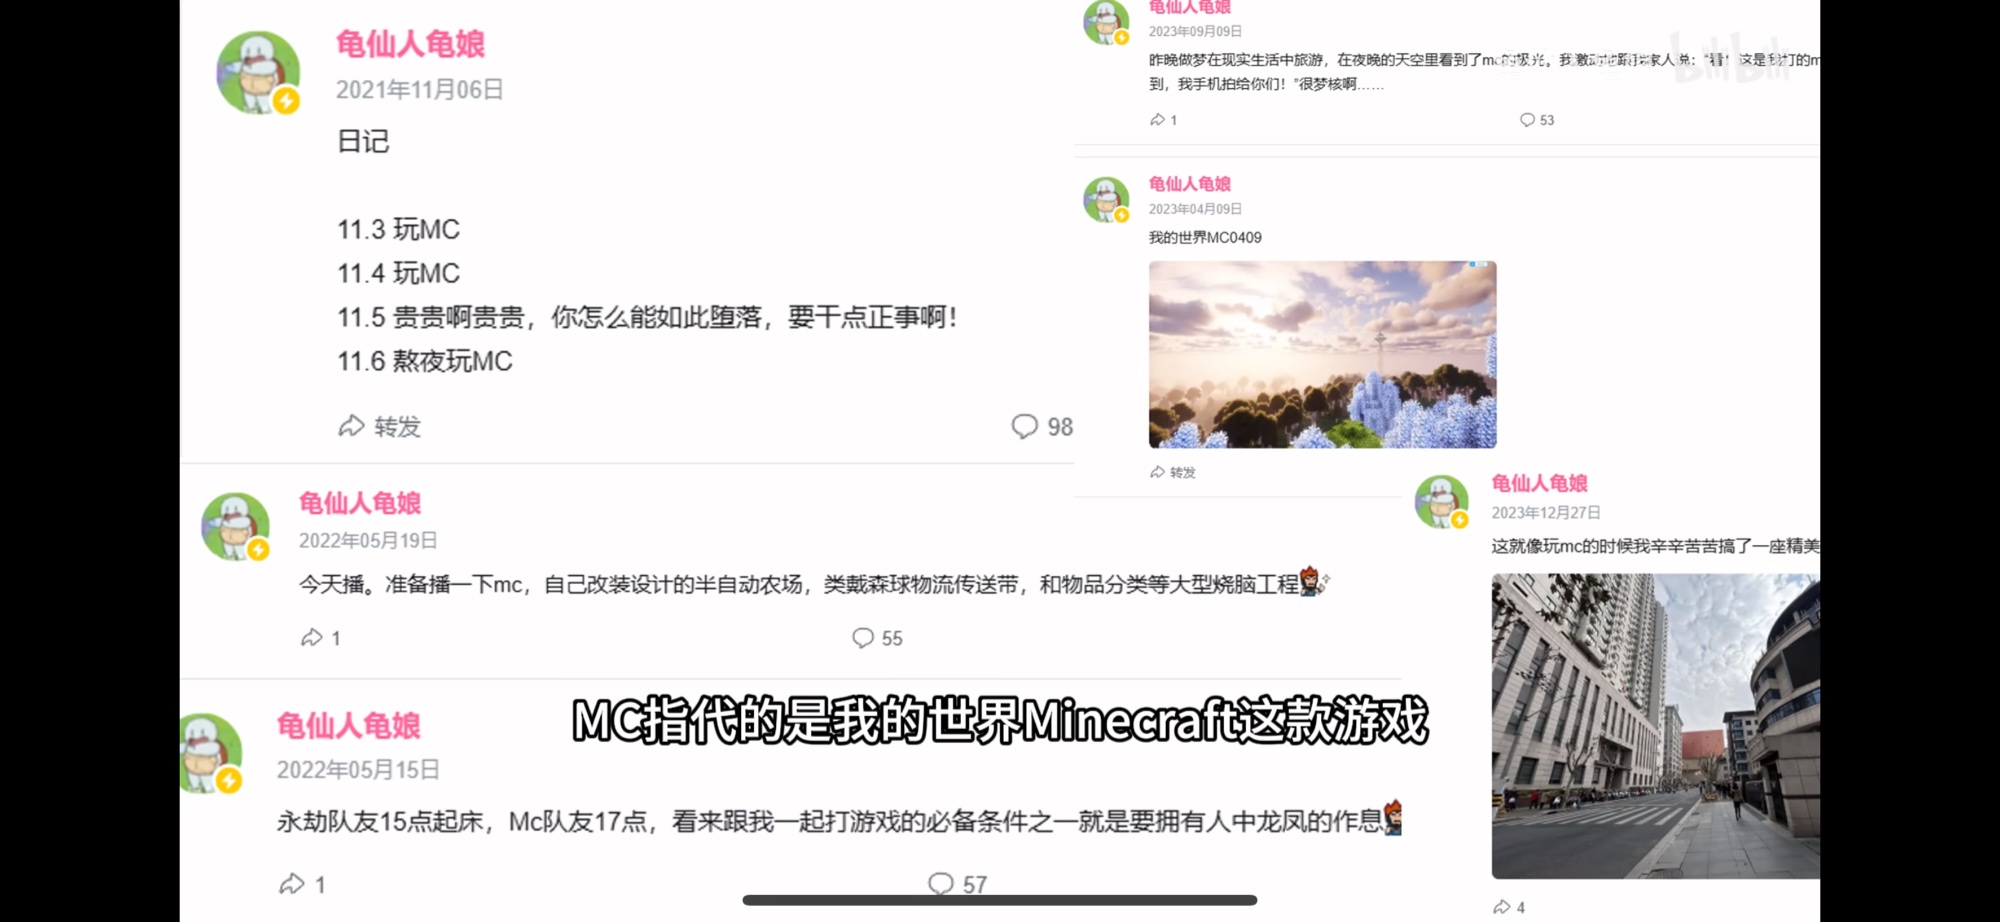 龟仙人龟娘
2021年11月06日
日记
11.3 玩MC
11.4 玩MC
11.5 贵贵啊贵贵，你怎么能如此堕落，要干点正事啊！
11.6 熬夜玩MC
转发
98
龟仙人龟娘
2022年05月19日
今天播。准备播一下mc，自己改装设计的半自动农场，类戴森球物流传送带，和物品分类等大型烧脑工程
1
55
龟仙人龟娘
2022年05月15日
永劫队友15点起床，Mc队友17点，看来跟我一起打游戏的必备条件之一就是要拥有人中龙凤的作息
1
57
龟仙人龟娘
2023年09月09日
昨晚做梦在现实生活中旅游，在夜晚的天空里看到了mc的极光。我激动地跟我家人说："看！这是我打的m
到，我手机拍给你们！"很梦核啊……
1
53
bilibili
龟仙人龟娘
2023年04月09日
我的世界MC0409
转发
龟仙人龟娘
2023年12月27日
这就像玩mc的时候我辛辛苦苦搞了一座精美
4
MC指代的是我的世界Minecraft这款游戏